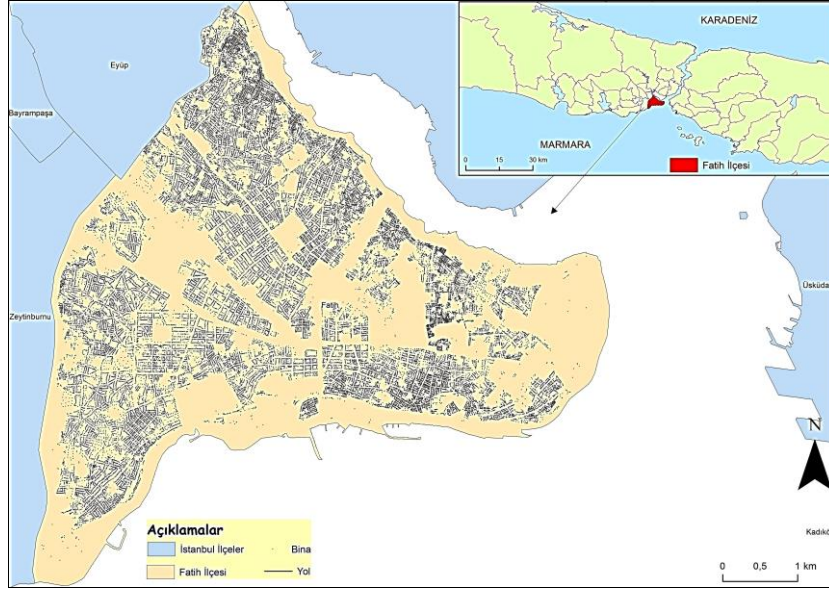 KARADENİZ
MARMARA
0 15 30 km
Fatih İlçesi
Eyüp
Bayrampaşa
Zeytinburnu
Fatih
Üsküda
N
Kadıkö
Açıklamalar
İstanbul İlçeler
Bina
Fatih İlçesi
Yol
0 0,5 1 km